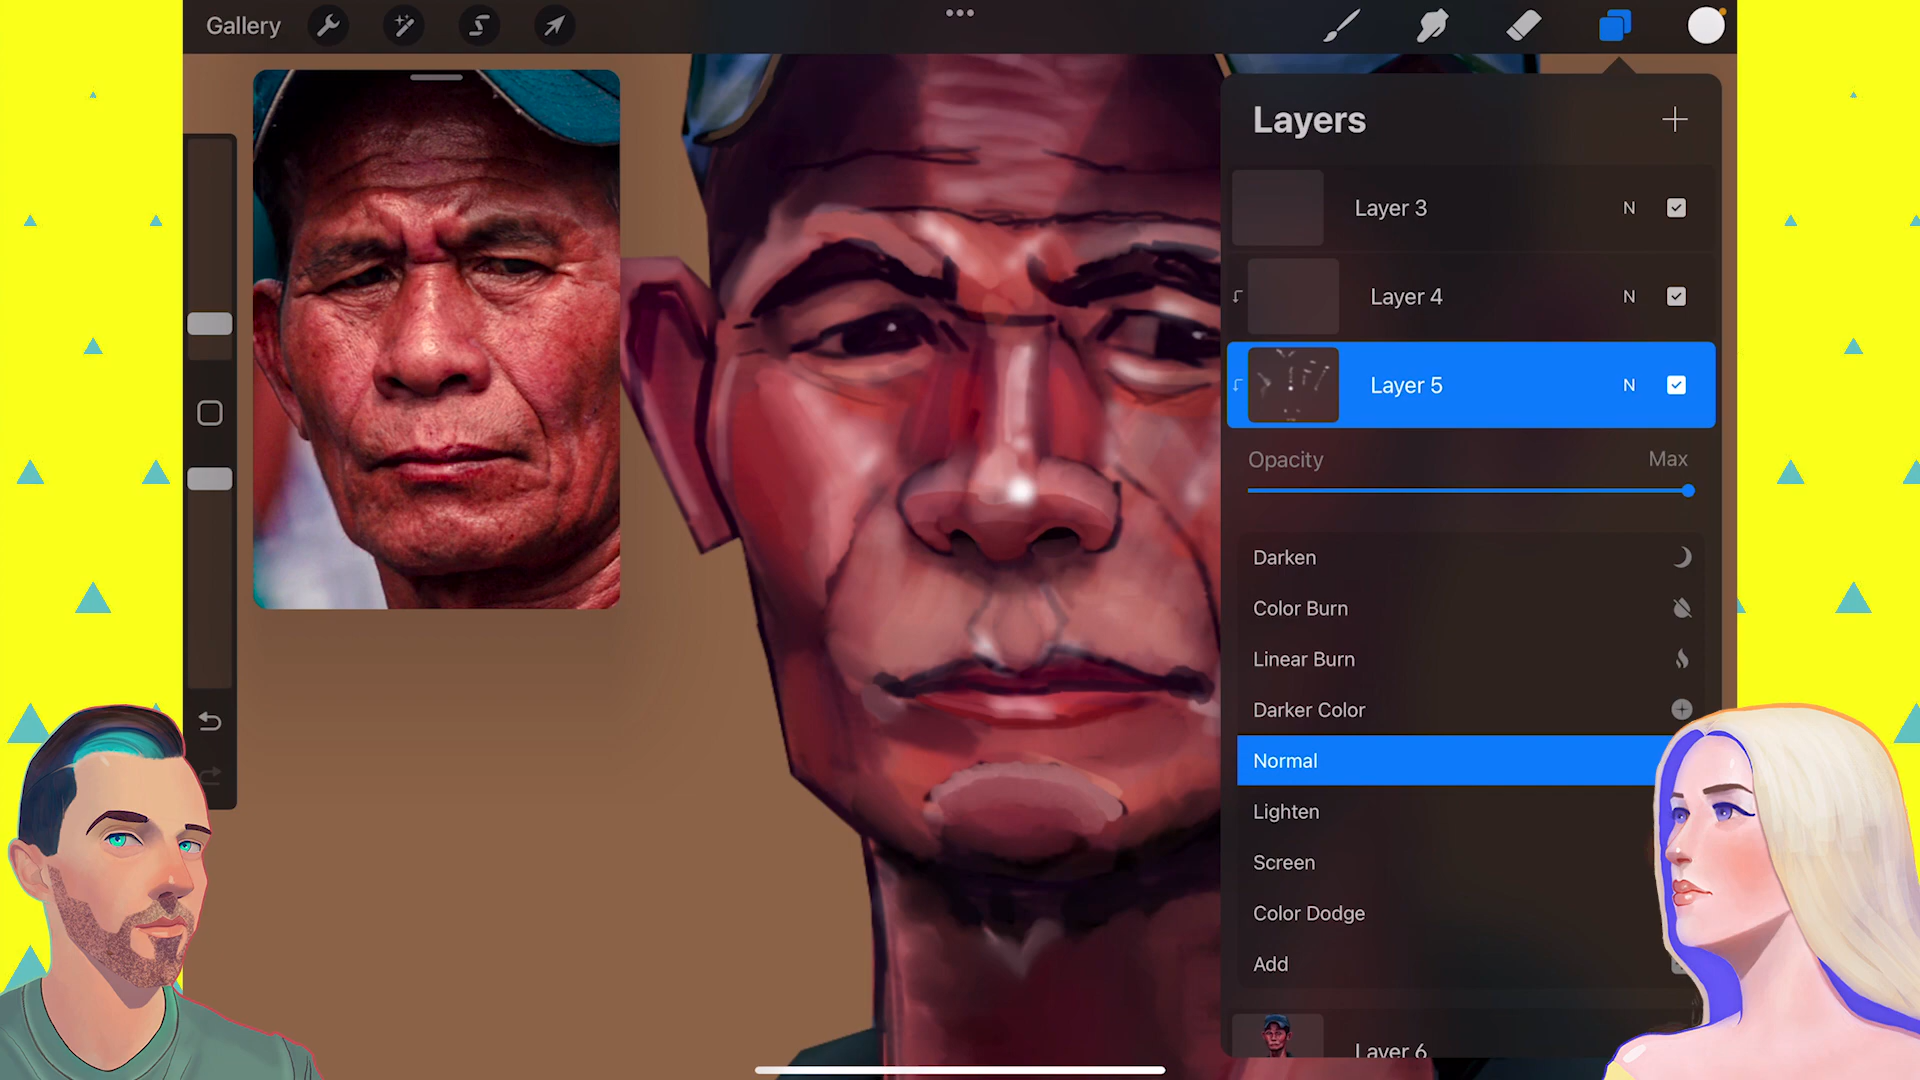 Gallery
Layers
Layer 3 N
Layer 4 N
Layer 5 N
Opacity Max
Darken
Color Burn
Linear Burn
Darker Color
Normal
Lighten
Screen
Color Dodge
Add
Layer 6